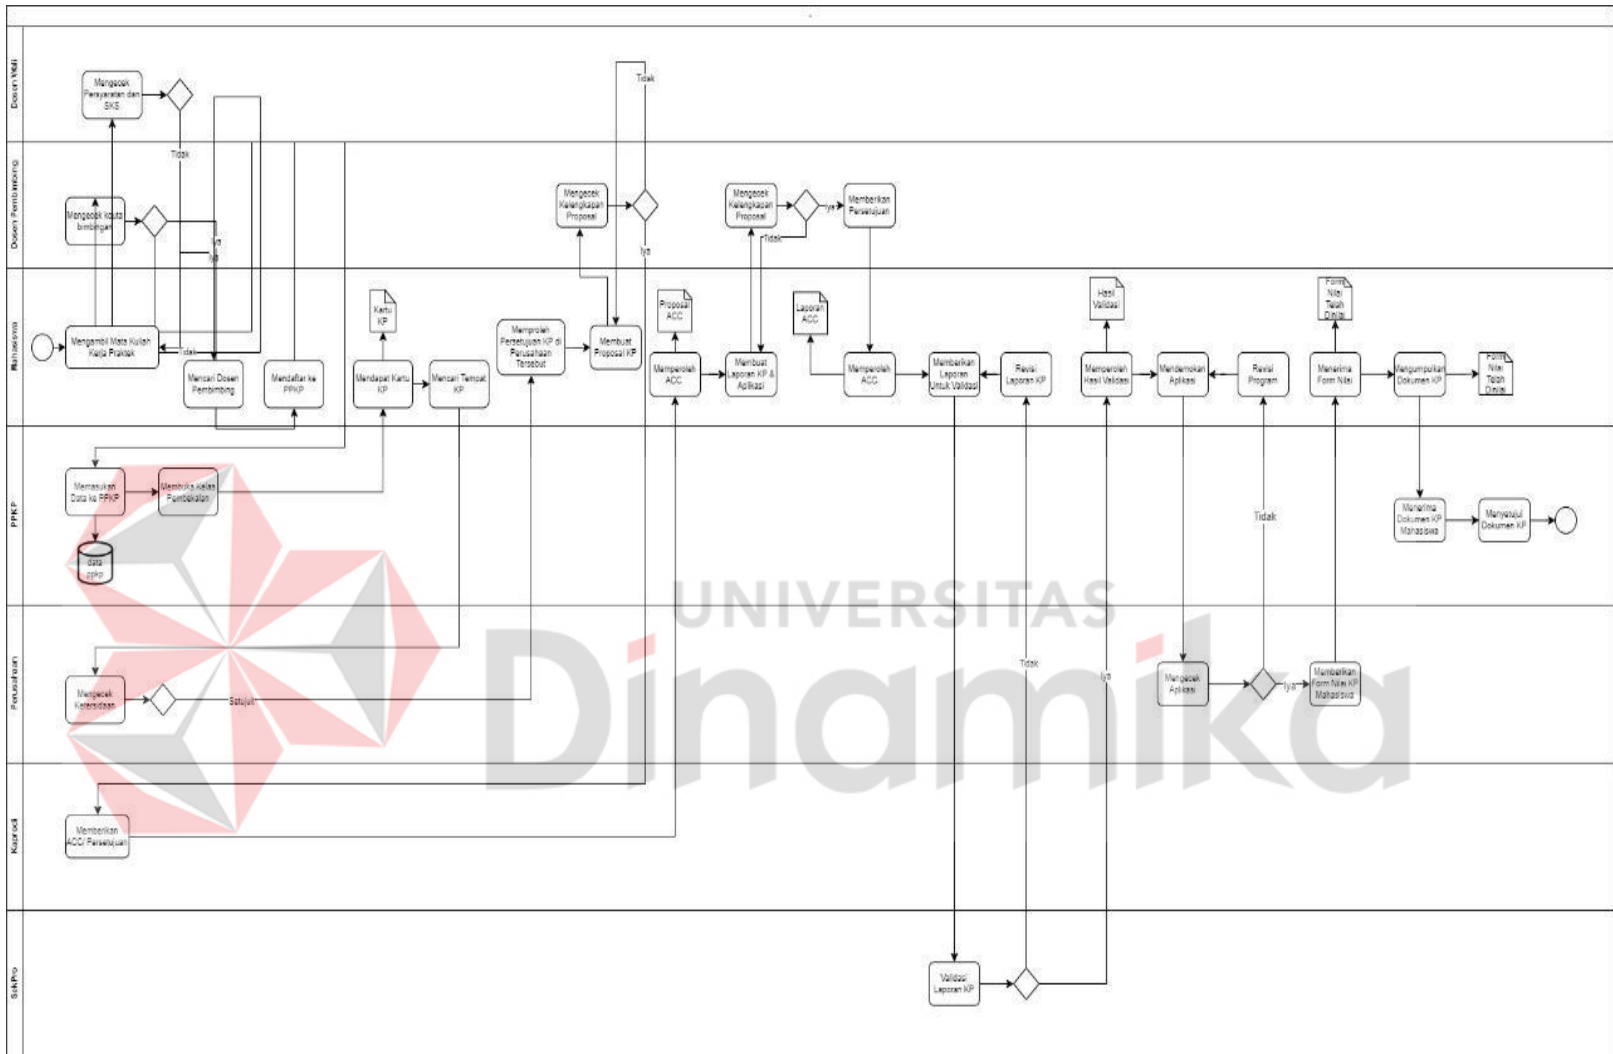 Dosen Wali
Mengecek
Persyaratan dan
SKS
Tidak
Tidak
Dosen Pembimbing
Mengecek kouta
bimbingan
Iya
Iya
Mengecek
Kelengkapan
Proposal
Iya
Mengecek
Kelengkapan
Proposal
Iya
Tidak
Memberikan
Persetujuan
Mahasiswa
Mengambil Mata Kuliah
Kerja Praktek
Tidak
Mencari Dosen
Pembimbing
Mendaftar ke
PPKP
Kartu
KP
Mendapat Kartu
KP
Mencari Tempat
KP
Memproleh
Persetujuan KP di
Perusahaan
Tersebut
Membuat
Proposal KP
Proposal
ACC
Memperoleh
ACC
Membuat
Laporan KP &
Aplikasi
Laporan
ACC
Memperoleh
ACC
Memberikan
Laporan
Untuk Validasi
Revisi
Laporan KP
Hasil
Validasi
Memperoleh
Hasil Validasi
Mendemokan
Aplikasi
Revisi
Program
Form
Nilai
Telah
Dinilai
Menerima
Form Nilai
Mengumpulkan
Dokumen KP
Form
Nilai
Telah
Dinilai
PPKP
Memasukan
Data ke PPKP
Membuka Kelas
Pembekalan
data
ppkp
Tidak
Menerima
Dokumen KP
Mahasiswa
Menyetujui
Dokumen KP
UNIVERSITAS
Dinamika
Perusahaan
Mengecek
Ketersidaan
Setujuk
Tidak
Iya
Mengecek
Aplikasi
Iya
Memberikan
Form Nilai KP
Mahasiswa
Kaprodi
Memberikan
ACC/ Persetujuan
SekPro
Validasi
Laporan KP